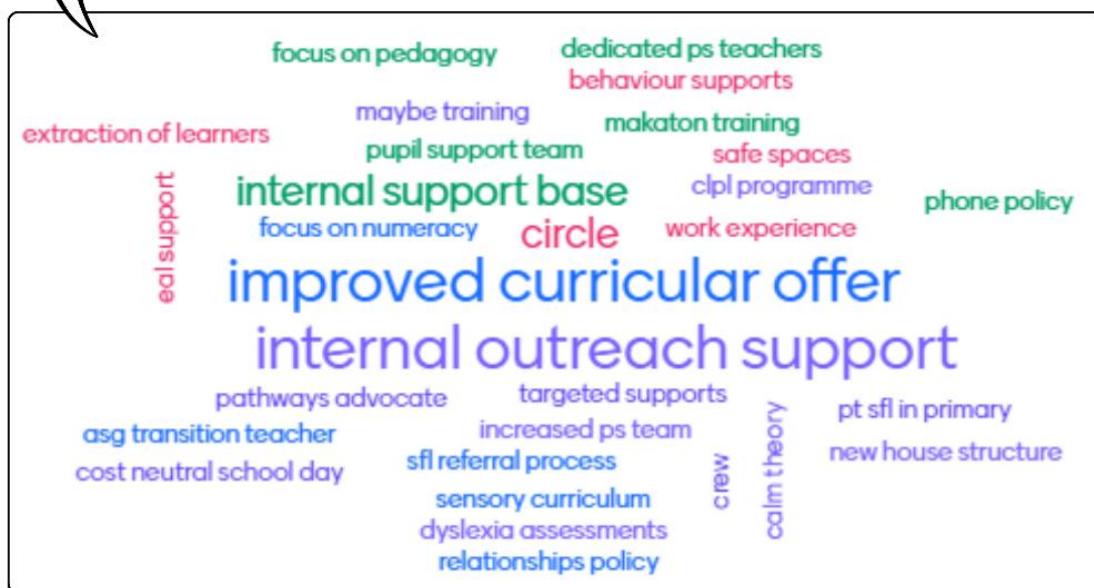 focus on pedagogy
dedicated ps teachers
behaviour supports
maybe training
makaton training
extraction of learners
pupil support team
safe spaces
internal support base
clpl programme
phone policy
eal support
focus on numeracy
circle
work experience
improved curricular offer
internal outreach support
pathways advocate
targeted supports
pt sfl in primary
asg transition teacher
increased ps team
new house structure
cost neutral school day
sfl referral process
crew
calm theory
sensory curriculum
dyslexia assessments
relationships policy